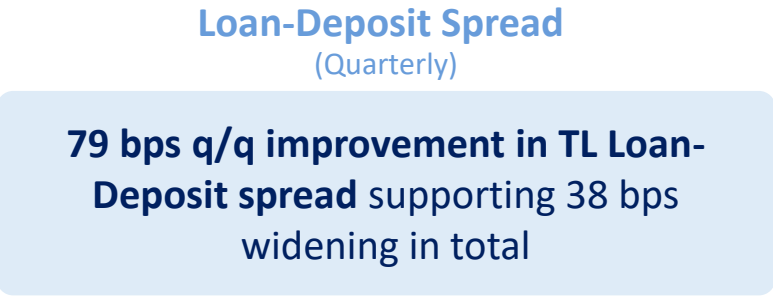 Loan-Deposit Spread
(Quarterly)
79 bps q/q improvement in TL Loan-
Deposit spread supporting 38 bps
widening in total